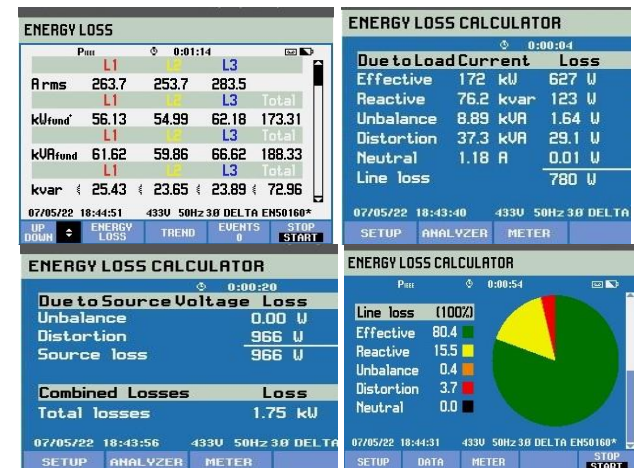 ENERGY LOSS
PUNI 0:01:14
L1 L2 L3
Arms 263.7 253.7 283.5
L1 L2 L3 Total
kWfund' 56.13 54.99 62.18 173.31
L1 L2 L3 Total
kVAfund 61.62 59.86 66.62 188.33
L1 L2 L3 Total
kvar 25.43 23.65 23.89 72.96
07/05/22 18:44:51 433V 50Hz 3Ø DELTA EN50160*
UP DOWN ENERGY LOSS TREND EVENTS 0 STOP START
ENERGY LOSS CALCULATOR
0:00:04
Due to Load Current Loss
Effective 172 kW 627 W
Reactive 76.2 kvar 123 W
Unbalance 8.89 kVA 1.64 W
Distortion 37.3 kVA 29.1 W
Neutral 1.18 A 0.01 W
Line loss 780 W
07/05/22 18:43:40 433V 50Hz 3Ø DELTA
SETUP ANALYZER METER
ENERGY LOSS CALCULATOR
0:00:20
Due to Source Voltage Loss
Unbalance 0.00 W
Distortion 966 W
Source loss 966 W
Combined Losses Loss
Total losses 1.75 kW
07/05/22 18:43:56 433V 50Hz 3Ø DELTA
SETUP ANALYZER METER
ENERGY LOSS CALCULATOR
0:00:54
Line loss (100%)
Effective 80.4
Reactive 15.5
Unbalance 0.4
Distortion 3.7
Neutral 0.0
07/05/22 18:44:31 433V 50Hz 3Ø DELTA EN50160*
SETUP DATA METER STOP START